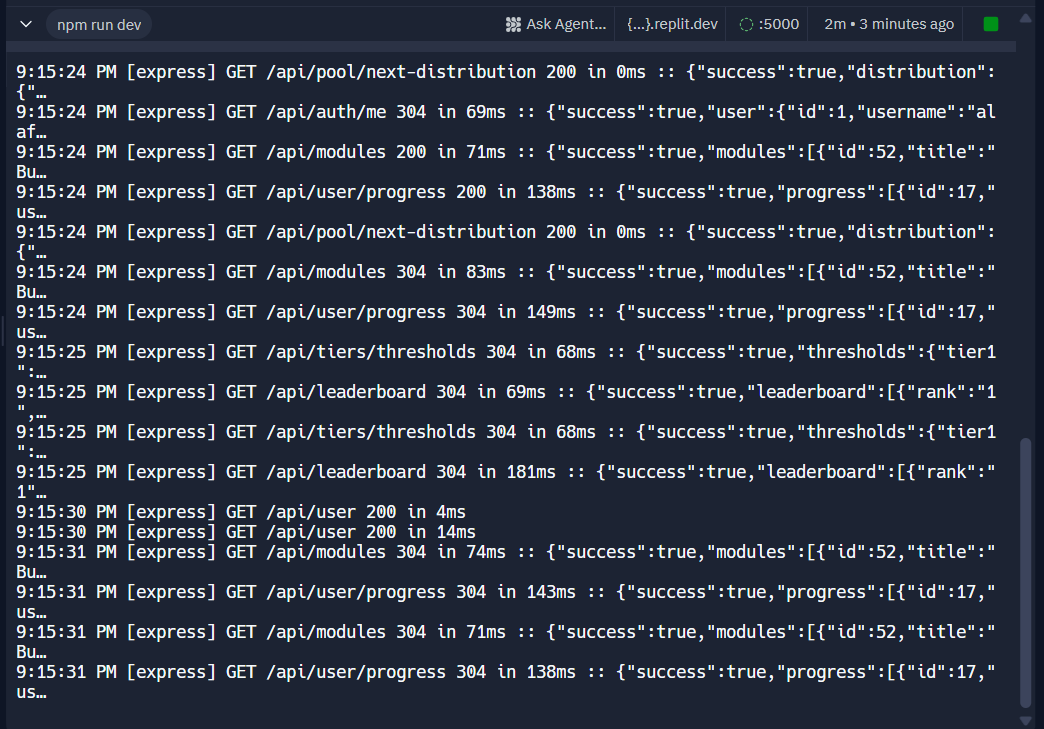 npm run dev
Ask Agent...
{...}.replit.dev
:5000
2m • 3 minutes ago
9:15:24 PM [express] GET /api/pool/next-distribution 200 in 0ms :: {"success":true,"distribution":
{"…
9:15:24 PM [express] GET /api/auth/me 304 in 69ms :: {"success":true,"user":{"id":1,"username":"al
af…
9:15:24 PM [express] GET /api/modules 200 in 71ms :: {"success":true,"modules":[{"id":52,"title":"
Bu…
9:15:24 PM [express] GET /api/user/progress 200 in 138ms :: {"success":true,"progress":[{"id":17,"
us…
9:15:24 PM [express] GET /api/pool/next-distribution 200 in 0ms :: {"success":true,"distribution":
{"…
9:15:24 PM [express] GET /api/modules 304 in 83ms :: {"success":true,"modules":[{"id":52,"title":"
Bu…
9:15:24 PM [express] GET /api/user/progress 304 in 149ms :: {"success":true,"progress":[{"id":17,"
us…
9:15:25 PM [express] GET /api/tiers/thresholds 304 in 68ms :: {"success":true,"thresholds":{"tier1
":…
9:15:25 PM [express] GET /api/leaderboard 304 in 69ms :: {"success":true,"leaderboard":[{"rank":"1
",…
9:15:25 PM [express] GET /api/tiers/thresholds 304 in 68ms :: {"success":true,"thresholds":{"tier1
":…
9:15:25 PM [express] GET /api/leaderboard 304 in 181ms :: {"success":true,"leaderboard":[{"rank":"
1"…
9:15:30 PM [express] GET /api/user 200 in 4ms
9:15:30 PM [express] GET /api/user 200 in 14ms
9:15:31 PM [express] GET /api/modules 304 in 74ms :: {"success":true,"modules":[{"id":52,"title":"
Bu…
9:15:31 PM [express] GET /api/user/progress 304 in 143ms :: {"success":true,"progress":[{"id":17,"
us…
9:15:31 PM [express] GET /api/modules 304 in 71ms :: {"success":true,"modules":[{"id":52,"title":"
Bu…
9:15:31 PM [express] GET /api/user/progress 304 in 138ms :: {"success":true,"progress":[{"id":17,"
us…